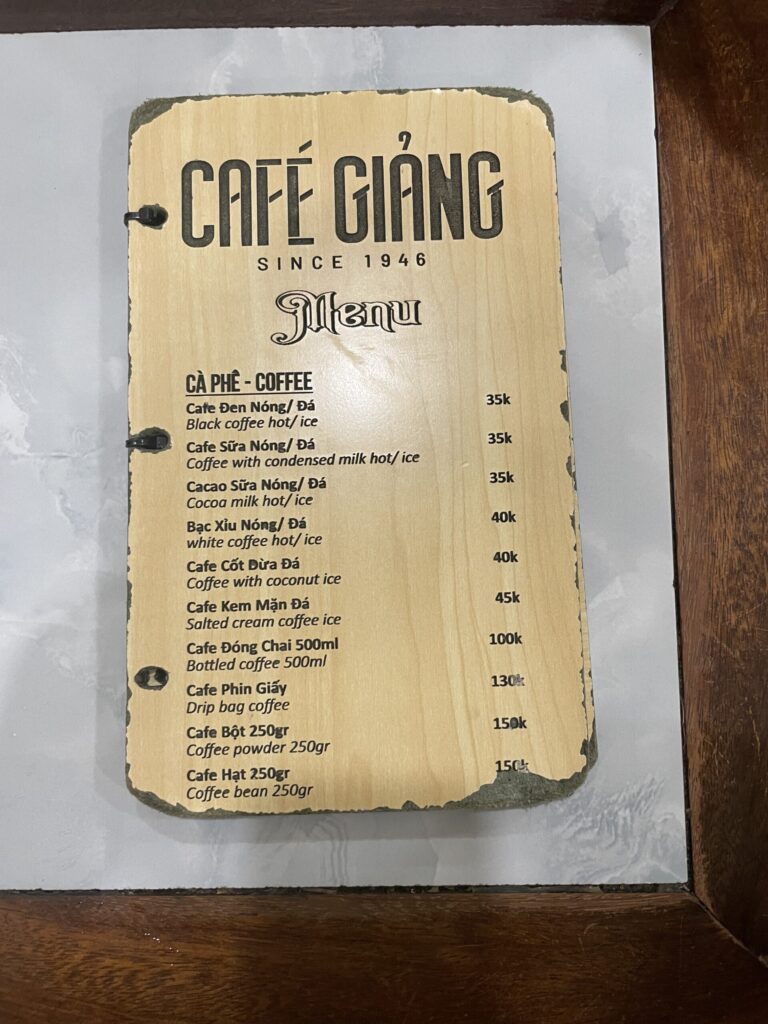 CAFÉ GIẢNG
SINCE 1946
Menu
CÀ PHÊ - COFFEE
Cafe Đen Nóng/ Đá 35k
Black coffee hot/ ice
Cafe Sữa Nóng/ Đá 35k
Coffee with condensed milk hot/ ice
Cacao Sữa Nóng/ Đá 35k
Cocoa milk hot/ ice
Bạc Xỉu Nóng/ Đá 40k
white coffee hot/ ice
Cafe Cốt Dừa Đá 40k
Coffee with coconut ice
Cafe Kem Mặn Đá 45k
Salted cream coffee ice
Cafe Đóng Chai 500ml 100k
Bottled coffee 500ml
Cafe Phin Giấy 130k
Drip bag coffee
Cafe Bột 250gr 150k
Coffee powder 250gr
Cafe Hạt 250gr 150k
Coffee bean 250gr